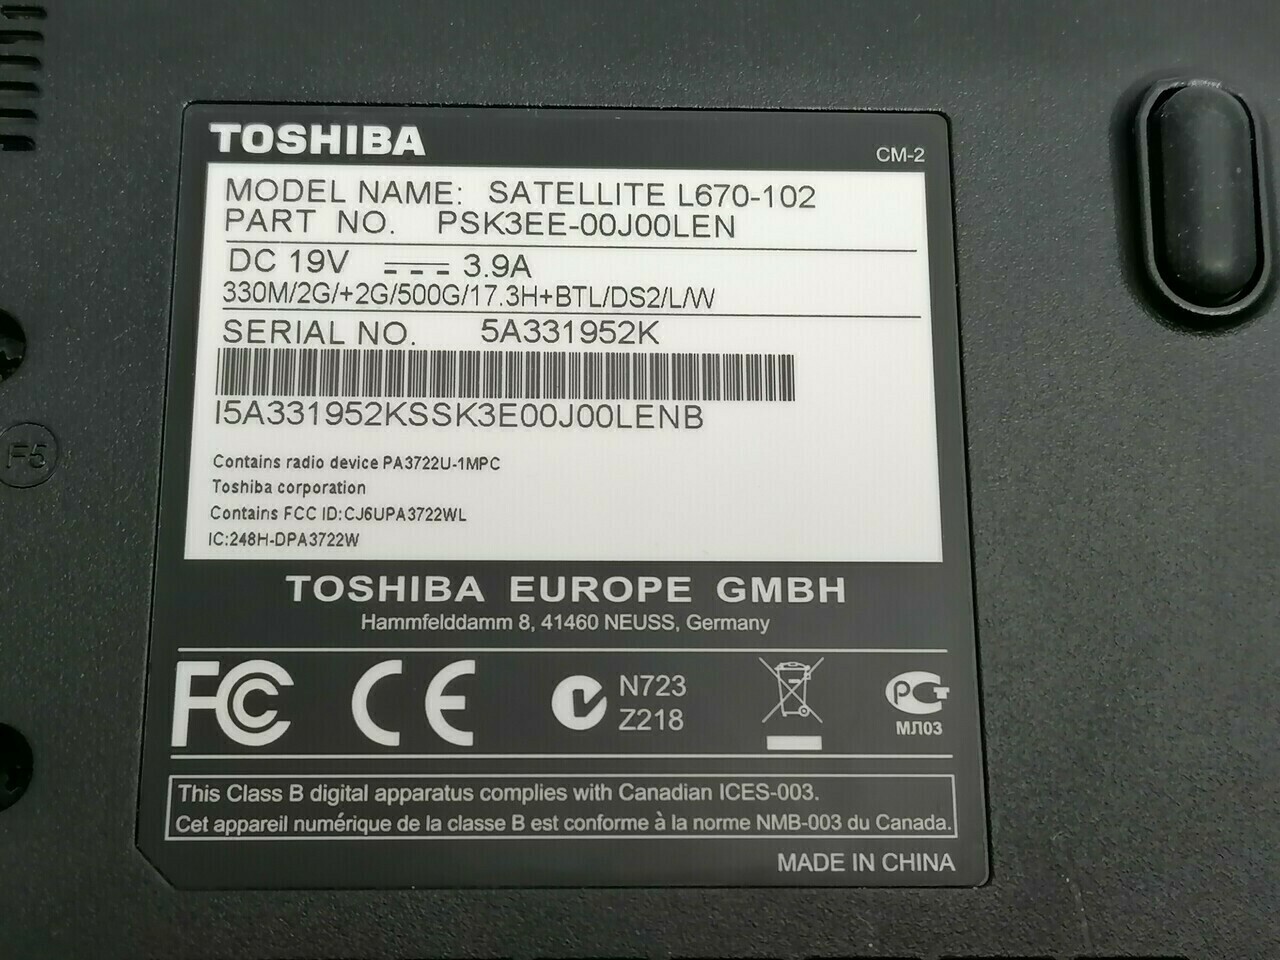 TOSHIBA
CM-2
MODEL NAME: SATELLITE L670-102
PART NO. PSK3EE-00J00LEN
DC 19V 3.9A
330M/2G/+2G/500G/17.3H+BTL/DS2/L/W
SERIAL NO. 5A331952K
I5A331952KSSK3E00J00LENB
Contains radio device PA3722U-1MPC
Toshiba corporation
Contains FCC ID:CJ6UPA3722WL
IC:248H-DPA3722W
TOSHIBA EUROPE GMBH
Hammfelddamm 8, 41460 NEUSS, Germany
FC CE N723
Z218
РСТ
МЛ03
This Class B digital apparatus complies with Canadian ICES-003.
Cet appareil numérique de la classe B est conforme à la norme NMB-003 du Canada.
MADE IN CHINA
F5